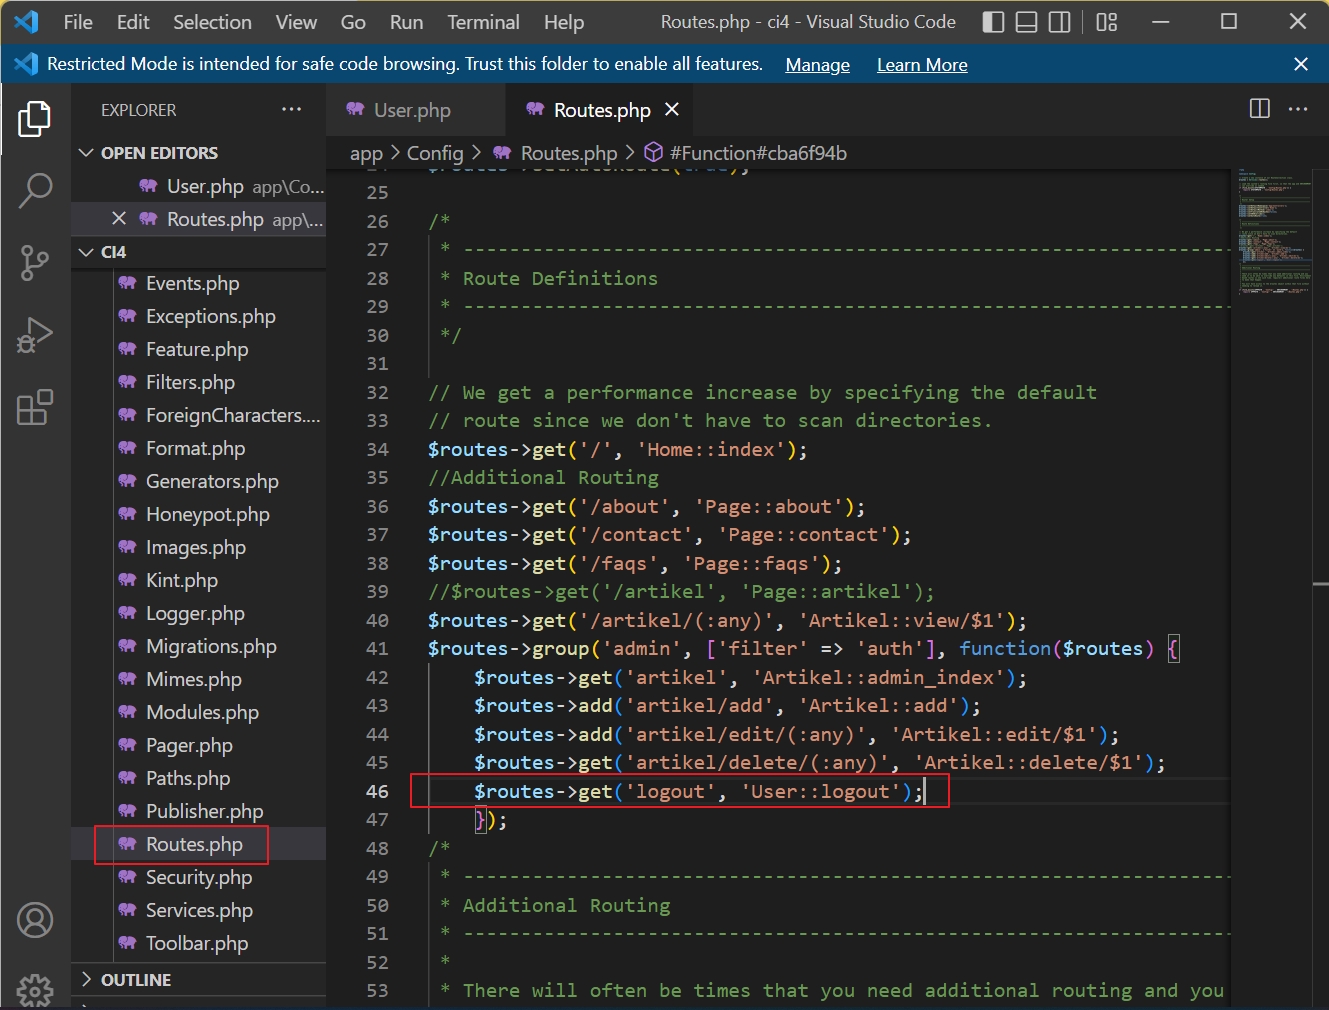 File Edit Selection View Go Run Terminal Help Routes.php - ci4 - Visual Studio Code
Restricted Mode is intended for safe code browsing. Trust this folder to enable all features. Manage Learn More
EXPLORER
OPEN EDITORS
User.php app\Co...
Routes.php app\...
CI4
Events.php
Exceptions.php
Feature.php
Filters.php
ForeignCharacters....
Format.php
Generators.php
Honeypot.php
Images.php
Kint.php
Logger.php
Migrations.php
Mimes.php
Modules.php
Pager.php
Paths.php
Publisher.php
Routes.php
Security.php
Services.php
Toolbar.php
OUTLINE
User.php Routes.php
app > Config > Routes.php > #Function#cba6f94b
25
26 /*
27 * -------------------------------------------------------------------
28 * Route Definitions
29 * -------------------------------------------------------------------
30 */
31
32 // We get a performance increase by specifying the default
33 // route since we don't have to scan directories.
34 $routes->get('/', 'Home::index');
35 //Additional Routing
36 $routes->get('/about', 'Page::about');
37 $routes->get('/contact', 'Page::contact');
38 $routes->get('/faqs', 'Page::faqs');
39 //$routes->get('/artikel', 'Page::artikel');
40 $routes->get('/artikel/(:any)', 'Artikel::view/$1');
41 $routes->group('admin', ['filter' => 'auth'], function($routes) {
42 $routes->get('artikel', 'Artikel::admin_index');
43 $routes->add('artikel/add', 'Artikel::add');
44 $routes->add('artikel/edit/(:any)', 'Artikel::edit/$1');
45 $routes->get('artikel/delete/(:any)', 'Artikel::delete/$1');
46 $routes->get('logout', 'User::logout');
47 });
48 /*
49 * -------------------------------------------------------------------
50 * Additional Routing
51 * -------------------------------------------------------------------
52 *
53 * There will often be times that you need additional routing and you